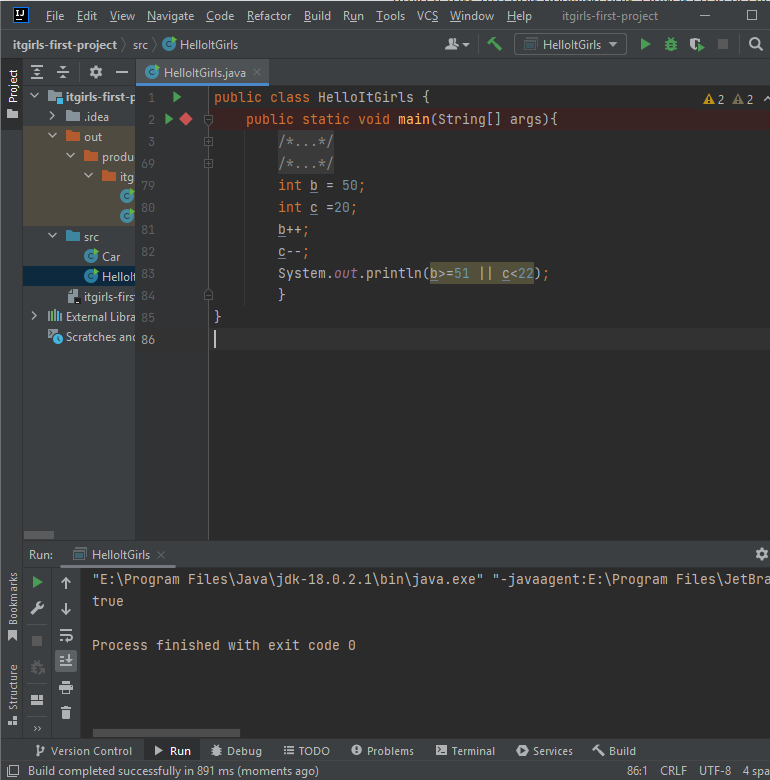 File Edit View Navigate Code Refactor Build Run Tools VCS Window Help itgirls-first-project
itgirls-first-project src HelloItGirls HelloItGirls
Project
itgirls-first-p
.idea
out
produ
itg
src
Car
HelloIt
itgirls-firs
External Libra
Scratches and
HelloItGirls.java
2 2
1 public class HelloItGirls {
2 public static void main(String[] args){
3 /*...*/
69 /*...*/
79 int b = 50;
80 int c =20;
81 b++;
82 c--;
83 System.out.println(b>=51 || c<22);
84 }
85 }
86
Run: HelloItGirls
"E:\Program Files\Java\jdk-18.0.2.1\bin\java.exe" "-javaagent:E:\Program Files\JetBra
true
Process finished with exit code 0
Bookmarks
Structure
Version Control Run Debug TODO Problems Terminal Services Build
Build completed successfully in 891 ms (moments ago) 86:1 CRLF UTF-8 4 spa